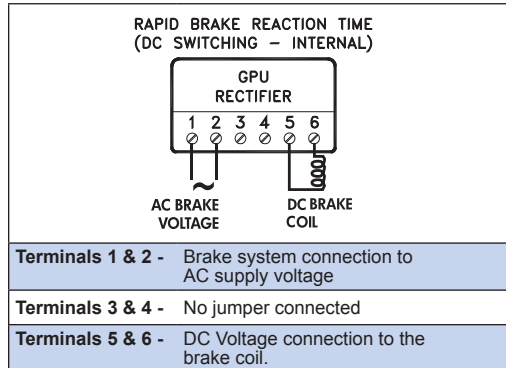 RAPID BRAKE REACTION TIME
(DC SWITCHING – INTERNAL)
GPU
RECTIFIER
1 2 3 4 5 6
~
AC BRAKE
VOLTAGE
DC BRAKE
COIL
Terminals 1 & 2 - Brake system connection to
AC supply voltage
Terminals 3 & 4 - No jumper connected
Terminals 5 & 6 - DC Voltage connection to the
brake coil.